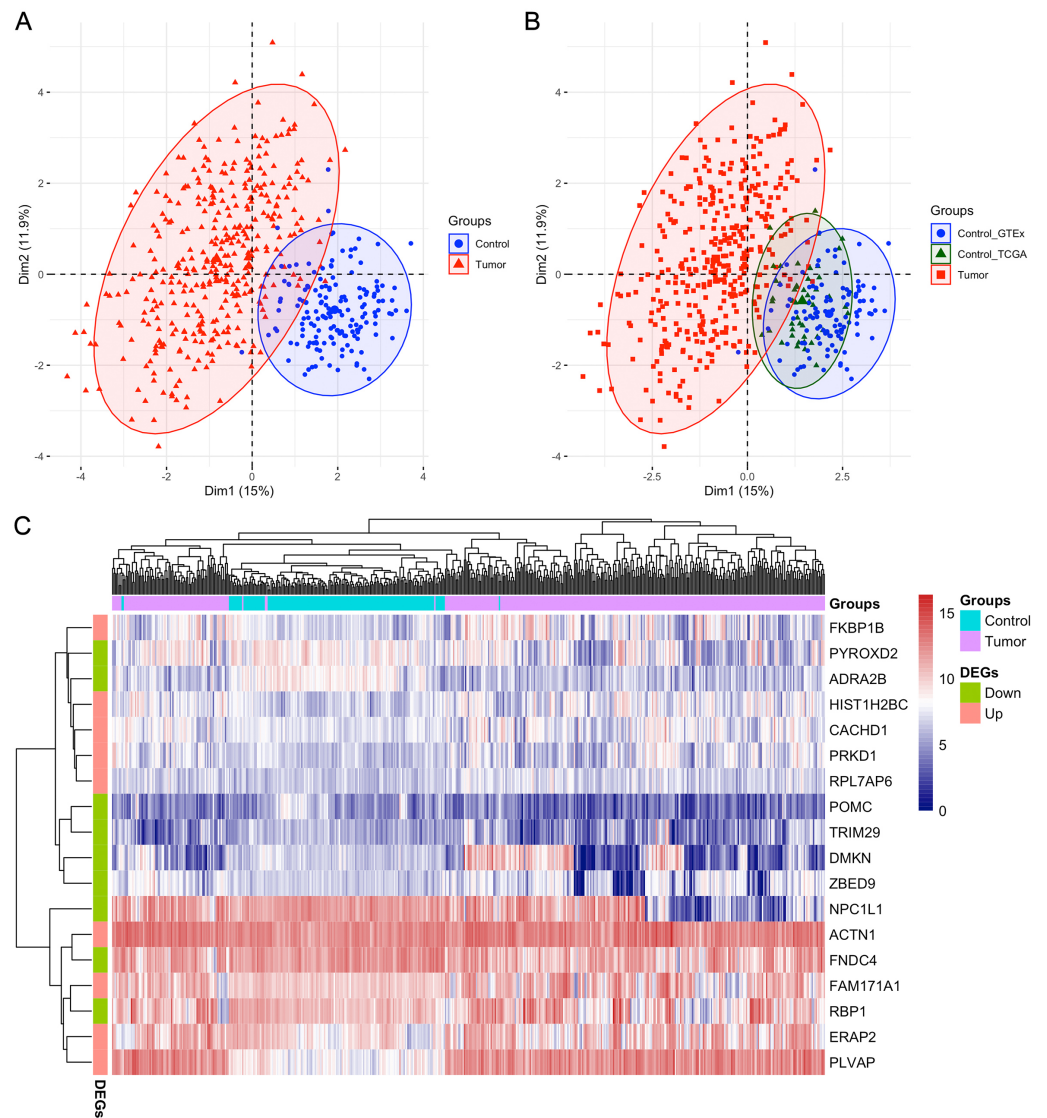 A
4
2
0
-2
-4
Dim2 (11.9%)
-4
-2
0
2
4
Dim1 (15%)
Groups
Control
Tumor
B
4
2
0
-2
-4
Dim2 (11.9%)
-2.5
0.0
2.5
Dim1 (15%)
Groups
Control_GTEx
Control_TCGA
Tumor
C
Groups
FKBP1B
PYROXD2
ADRA2B
HIST1H2BC
CACHD1
PRKD1
RPL7AP6
POMC
TRIM29
DMKN
ZBED9
NPC1L1
ACTN1
FNDC4
FAM171A1
RBP1
ERAP2
PLVAP
DEGs
15
10
5
0
Groups
Control
Tumor
DEGs
Down
Up